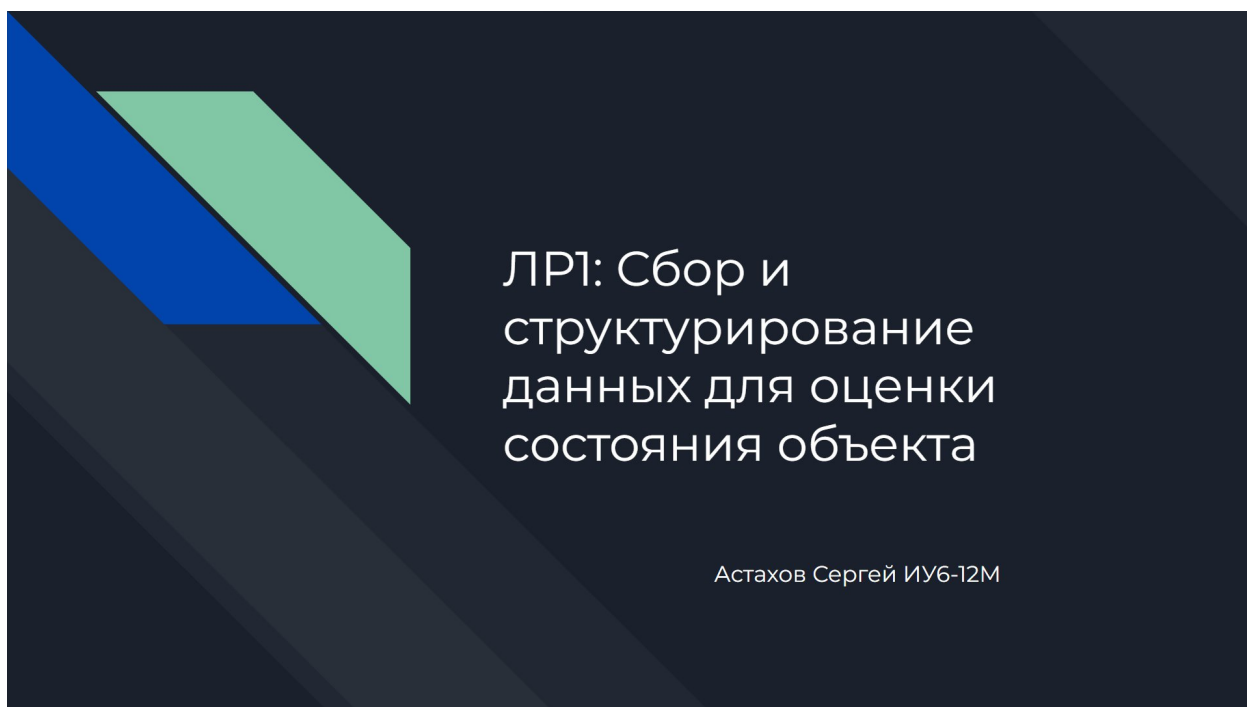 ЛР1: Сбор и
структурирование
данных для оценки
состояния объекта
Астахов Сергей ИУ6-12М